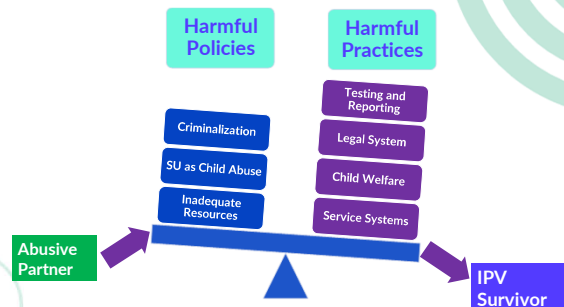 Harmful
Policies
Harmful
Practices
Criminalization
SU as Child Abuse
Inadequate
Resources
Testing and
Reporting
Legal System
Child Welfare
Service Systems
Abusive
Partner
IPV
Survivor